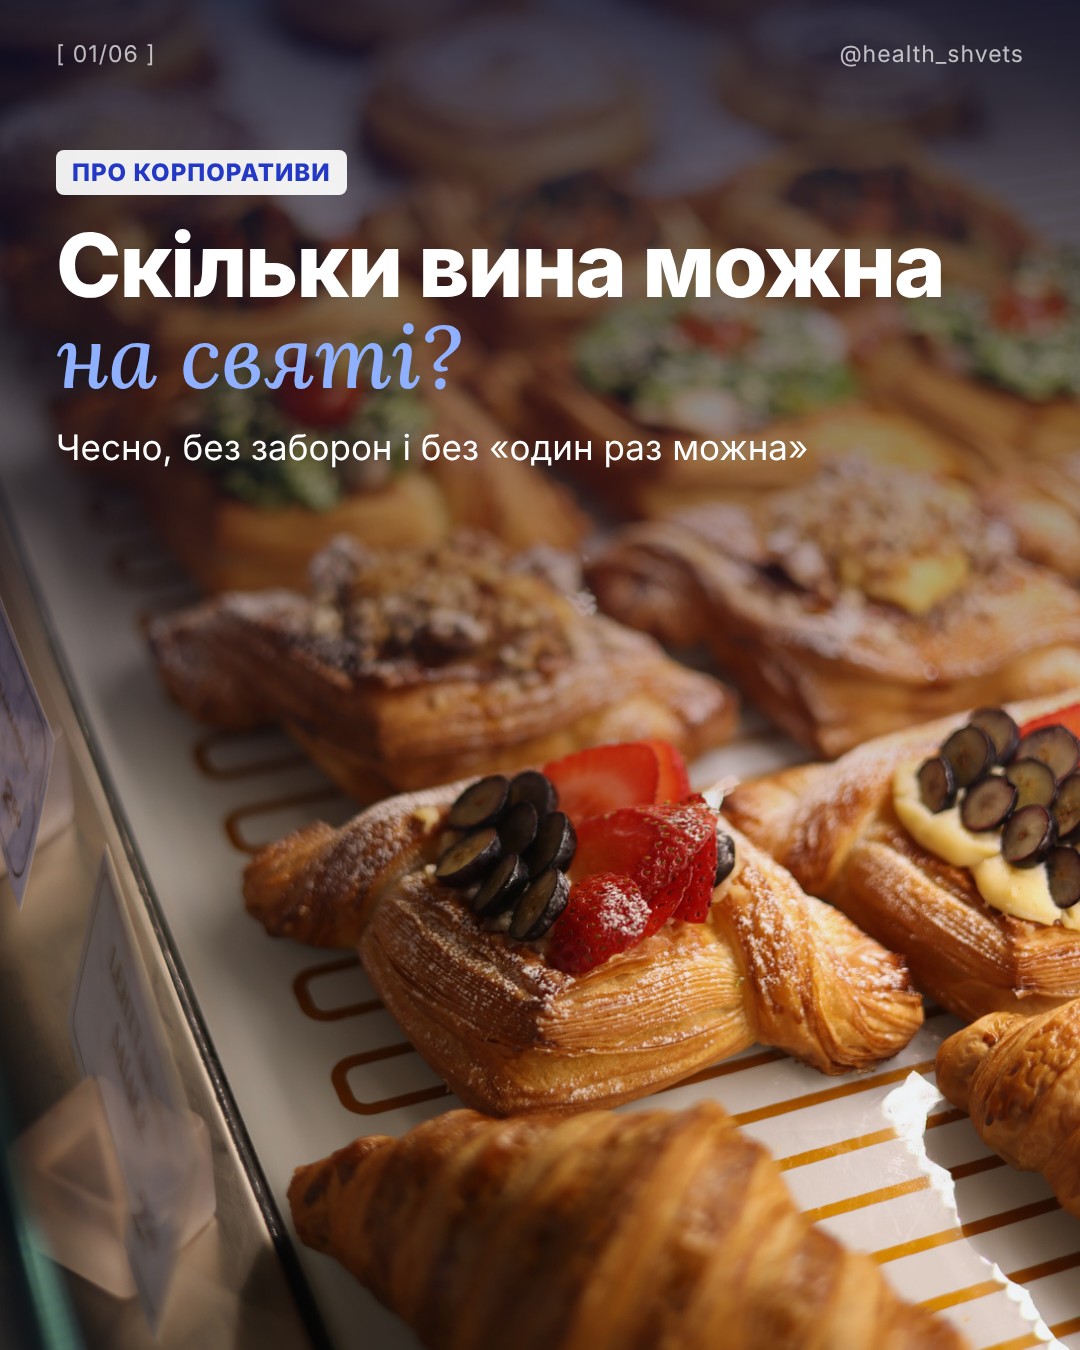 [ 01/06 ]
@health_shvets
ПРО КОРПОРАТИВИ
Скільки вина можна
на святі?
Чесно, без заборон і без «один раз можна»